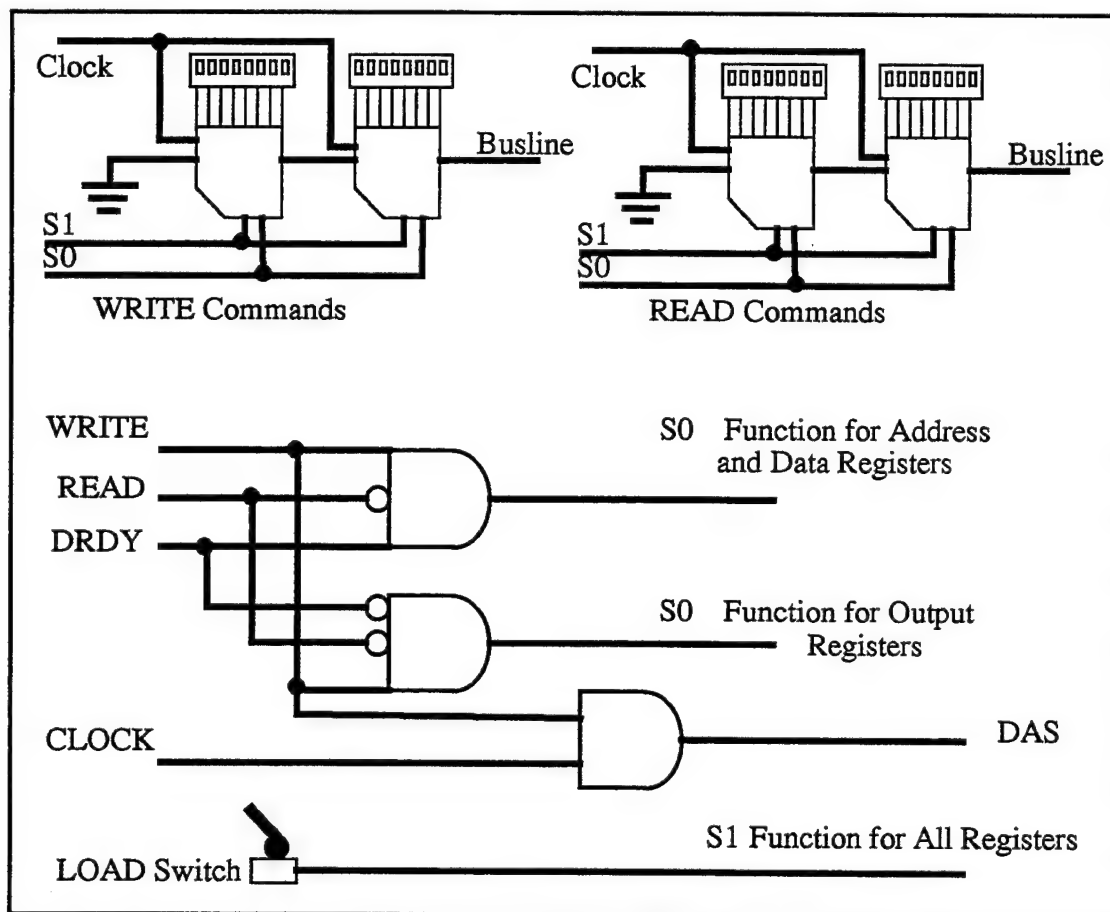 Clock
Busline
S1
S0
WRITE Commands
Clock
Busline
S1
S0
READ Commands
WRITE
READ
DRDY
S0 Function for Address
and Data Registers
S0 Function for Output
Registers
CLOCK
DAS
S1 Function for All Registers
LOAD Switch